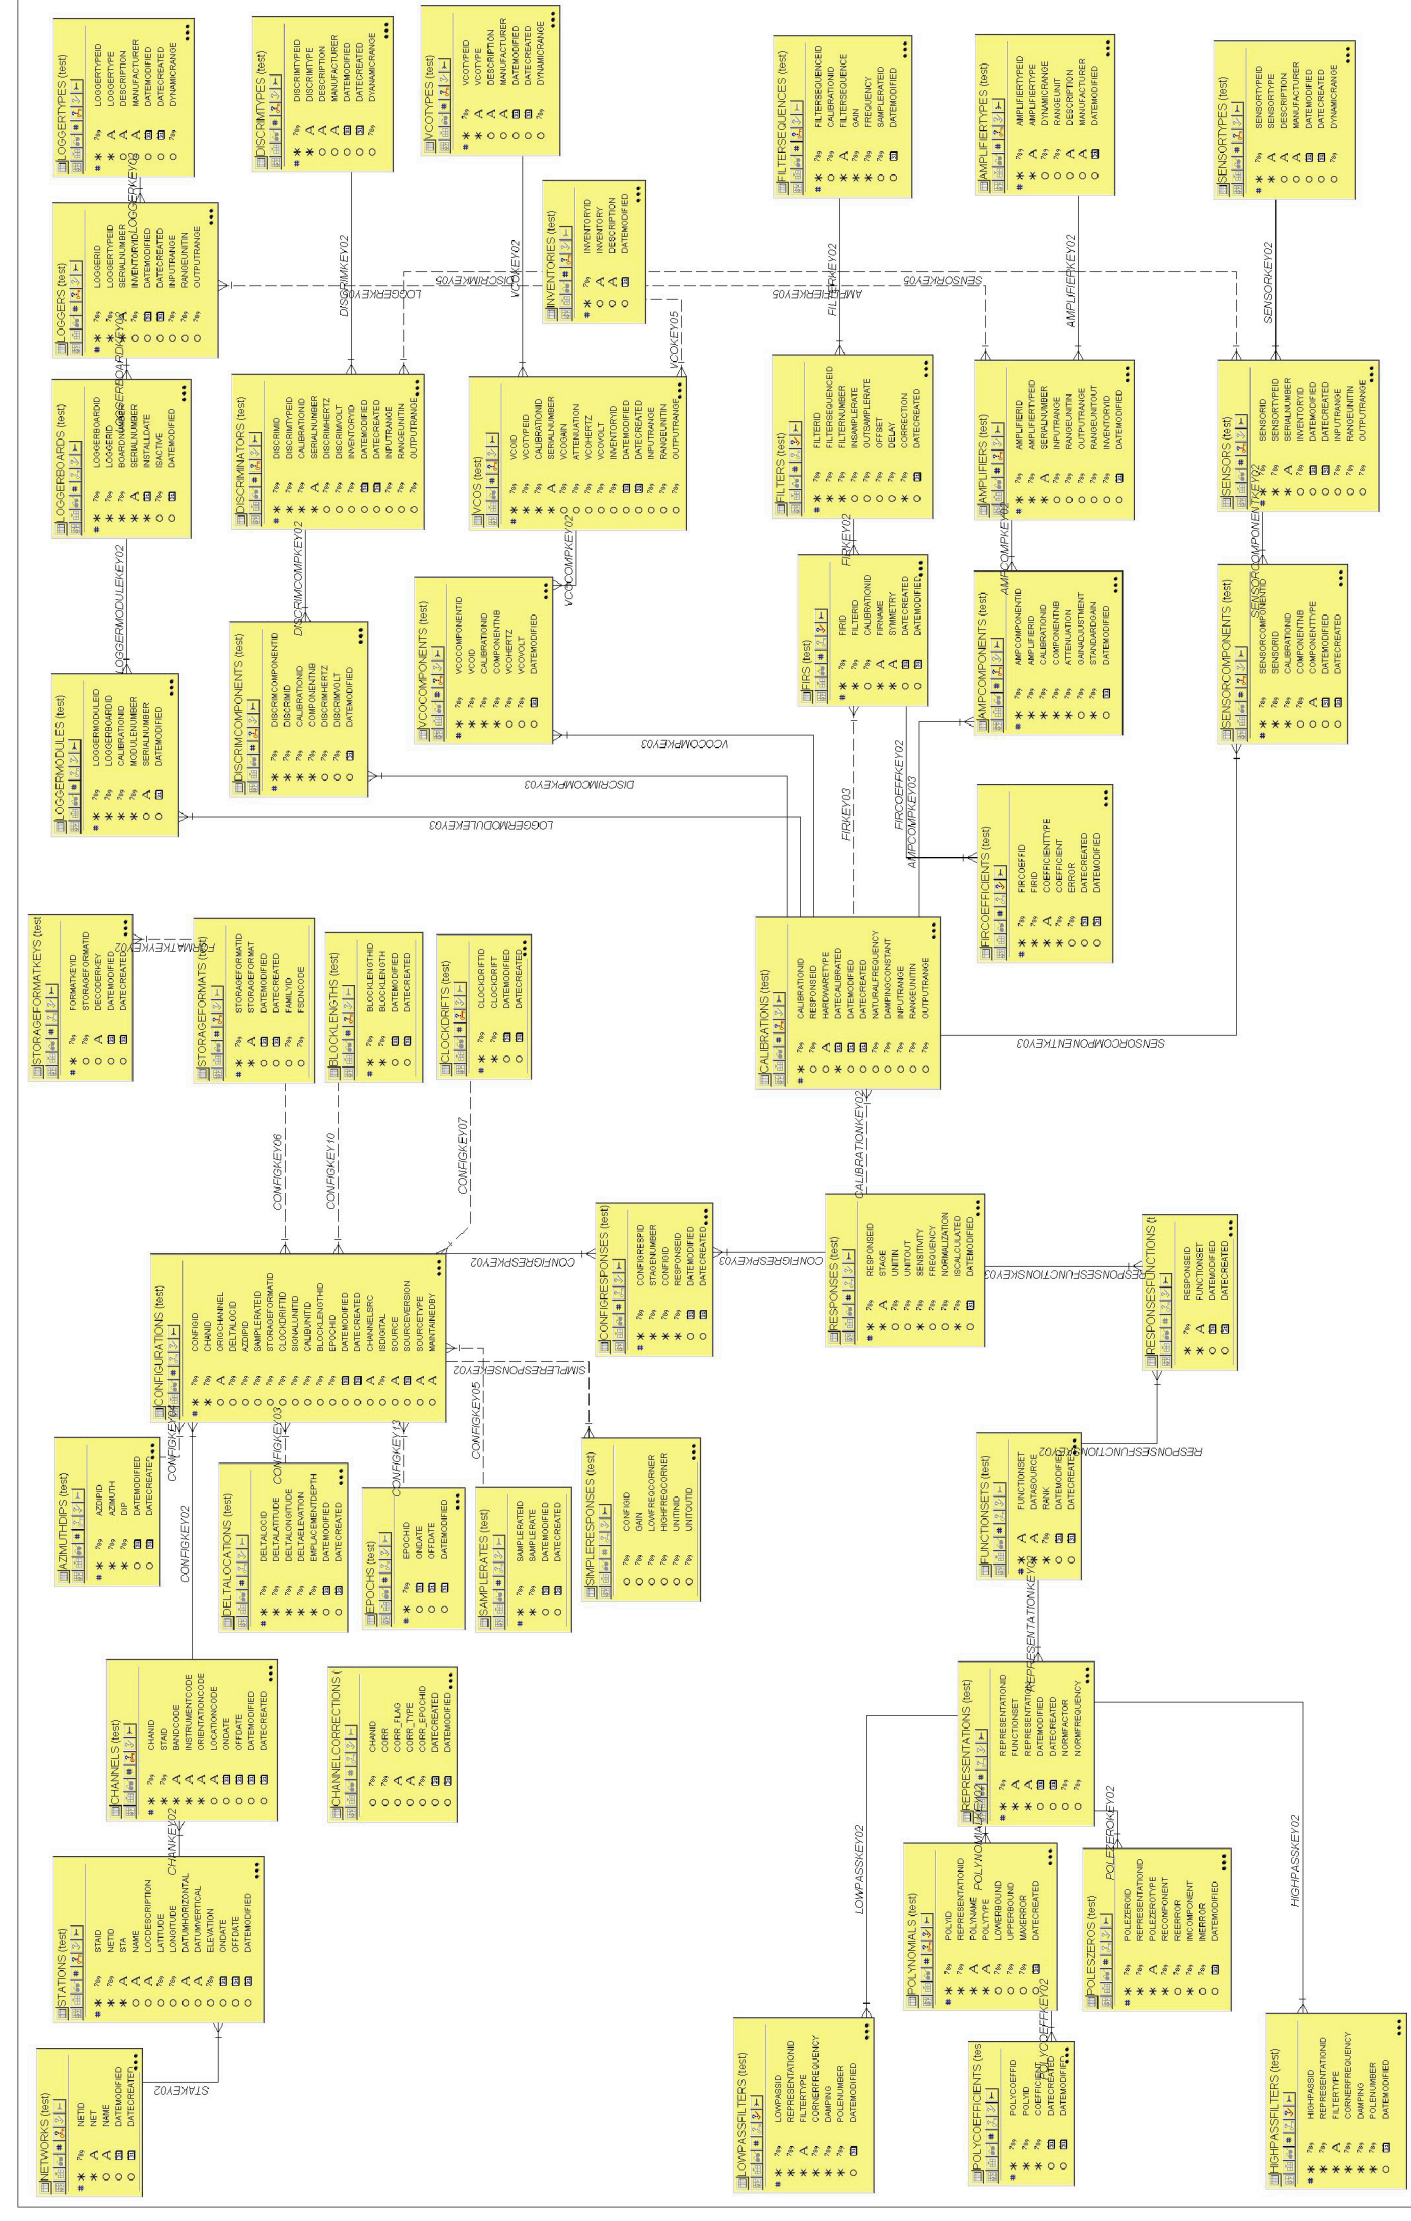 NETWORKS (test)
NETID
NET
NAME
DATEMODIFIED
DATECREATED
STAKEY02
STATIONS (test)
STAID
NETID
STA
NAME
LOCDESCRIPTION
LATITUDE
LONGITUDE
DATUMHORIZONTAL
DATUMVERTICAL
ELEVATION
ONDATE
OFFDATE
DATEMODIFIED
CHANKEY02
CHANNELS (test)
CHANID
STAID
BANDCODE
INSTRUMENTCODE
ORIENTATIONCODE
LOCATIONCODE
ONDATE
OFFDATE
DATEMODIFIED
DATECREATED
CONFIGKEY02
CHANNELCORRECTIONS (
CHANID
CORR
CORR_FLAG
CORR_TYPE
CORR_EPOCHID
DATECREATED
DATEMODIFIED
AZIMUTHDIPS (test)
AZDIPID
AZIMUTH
DIP
DATEMODIFIED
DATECREATED
CONFIGKEY04
DELTALOCATIONS (test)
DELTALOCID
DELTALATITUDE
DELTALONGITUDE
DELTAELEVATION
EMPLACEMENTDEPTH
DATEMODIFIED
DATECREATED
CONFIGKEY03
EPOCHS (test)
EPOCHID
ONDATE
OFFDATE
DATEMODIFIED
CONFIGKEY13
SAMPLERATES (test)
SAMPLERATEID
SAMPLERATE
DATEMODIFIED
DATECREATED
CONFIGKEY05
SIMPLERESPONSES (test)
CONFIGID
GAIN
LOWFREQCORNER
HIGHFREQCORNER
UNITINID
UNITOUTID
SIMPLERESPONSEKEY02
CONFIGURATIONS (test)
CONFIGID
CHANID
ORIGCHANNEL
DELTALOCID
AZDIPID
SAMPLERATEID
STORAGEFORMATID
CLOCKDRIFTID
SIGNALUNITID
CALIBUNITID
BLOCKLENGTHID
EPOCHID
DATEMODIFIED
DATECREATED
CHANNELSRC
ISDIGITAL
SOURCE
SOURCEVERSION
SOURCETYPE
MAINTAINEDBY
CONFIGKEY06
CONFIGKEY10
CONFIGKEY07
STORAGEFORMATKEYS (test
FORMATKEYID
STORAGEFORMATID
DECODERKEY
DATEMODIFIED
DATECREATED
FORMATKEYKEY02
STORAGEFORMATS (test)
STORAGEFORMATID
STORAGEFORMAT
DATEMODIFIED
DATECREATED
FAMILYID
FSDNCODE
BLOCKLENGTHS (test)
BLOCKLENGTHID
BLOCKLENGTH
DATEMODIFIED
DATECREATED
CLOCKDRIFTS (test)
CLOCKDRIFTID
CLOCKDRIFT
DATEMODIFIED
DATECREATED
CONFIGRESPKEY02
CONFIGRESPONSES (test)
CONFIGRESPID
STAGENUMBER
CONFIGID
RESPONSEID
DATEMODIFIED
DATECREATED
CONFIGRESPKEY03
RESPONSES (test)
RESPONSEID
STAGE
UNITIN
UNITOUT
SENSITIVITY
FREQUENCY
NORMALIZATION
ISCALCULATED
DATEMODIFIED
CALIBRATIONKEY02
RESPONSESFUNCTIONSKEY03
RESPONSESFUNCTIONS (t
RESPONSEID
FUNCTIONSET
DATEMODIFIED
DATECREATED
RESPONSESFUNCTIONSKEY02
FUNCTIONSETS (test)
FUNCTIONSET
DATASOURCE
RANK
DATEMODIFIED
DATECREATED
REPRESENTATIONKEY02
REPRESENTATIONS (test)
REPRESENTATIONID
FUNCTIONSET
REPRESENTATION
DATEMODIFIED
DATECREATED
NORMFACTOR
NORMFREQUENCY
LOWPASSKEY02
POLYNOMIALKEY02
POLEZEROKEY02
HIGHPASSKEY02
POLYNOMIALS (test)
POLYID
REPRESENTATIONID
POLYNAME
POLYTYPE
LOWERBOUND
UPPERBOUND
MAXERROR
DATECREATED
POLYCOEFFKEY02
POLESZEROS (test)
POLEZEROID
REPRESENTATIONID
POLEZEROTYPE
RECOMPONENT
REERROR
IMCOMPONENT
IMERROR
DATEMODIFIED
LOWPASSFILTERS (test)
LOWPASSID
REPRESENTATIONID
FILTERTYPE
CORNERFREQUENCY
DAMPING
POLENUMBER
DATEMODIFIED
POLYCOEFFICIENTS (tes
POLYCOEFFID
POLYID
COEFFICIENT
DATECREATED
DATEMODIFIED
HIGHPASSFILTERS (test)
HIGHPASSID
REPRESENTATIONID
FILTERTYPE
CORNERFREQUENCY
DAMPING
POLENUMBER
DATEMODIFIED
CALIBRATIONS (test)
CALIBRATIONID
RESPONSEID
HARDWARETYPE
DATECALIBRATED
DATEMODIFIED
DATECREATED
NATURALFREQUENCY
DAMPINGCONSTANT
INPUTRANGE
RANGEUNITIN
OUTPUTRANGE
LOGGERMODULEKEY03
DISCRIMCOMPKEY03
VCOCOMPKEY03
FIRKEY03
FIRCOEFFKEY02
AMPCOMPKEY03
SENSORCOMPONENTKEY03
LOGGERMODULES (test)
LOGGERMODULEID
LOGGERBOARDID
CALIBRATIONID
MODULENUMBER
SERIALNUMBER
DATEMODIFIED
LOGGERMODULEKEY02
LOGGERBOARDS (test)
LOGGERBOARDID
LOGGERID
BOARDNUMBER
SERIALNUMBER
INSTALLDATE
ISACTIVE
DATEMODIFIED
LOGGERBOARDKEY02
LOGGERS (test)
LOGGERID
LOGGERTYPEID
SERIALNUMBER
INVENTORYID
DATEMODIFIED
DATECREATED
INPUTRANGE
RANGEUNITIN
OUTPUTRANGE
LOGGERKEY02
LOGGERTYPES (test)
LOGGERTYPEID
LOGGERTYPE
DESCRIPTION
MANUFACTURER
DATEMODIFIED
DATECREATED
DYNAMICRANGE
DISCRIMCOMPONENTS (test)
DISCRIMCOMPONENTID
DISCRIMID
CALIBRATIONID
COMPONENTNB
DISCRIMHERTZ
DISCRIMVOLT
DATEMODIFIED
DISCRIMCOMPKEY02
DISCRIMINATORS (test)
DISCRIMID
DISCRIMTYPEID
CALIBRATIONID
SERIALNUMBER
DISCRIMHERTZ
DISCRIMVOLT
INVENTORYID
DATEMODIFIED
DATECREATED
INPUTRANGE
RANGEUNITIN
OUTPUTRANGE
DISCRIMKEY02
DISCRIMTYPES (test)
DISCRIMTYPEID
DISCRIMTYPE
DESCRIPTION
MANUFACTURER
DATEMODIFIED
DATECREATED
DYNAMICRANGE
VCOCOMPONENTS (test)
VCOCOMPONENTID
VCOID
CALIBRATIONID
COMPONENTNB
VCOHERTZ
VCOVOLT
DATEMODIFIED
VCOCOMPKEY02
VCOS (test)
VCOID
VCOTYPEID
CALIBRATIONID
SERIALNUMBER
VCOGAIN
ATTENUATION
VCOHERTZ
VCOVOLT
INVENTORYID
DATEMODIFIED
DATECREATED
INPUTRANGE
RANGEUNITIN
OUTPUTRANGE
VCOKEY02
VCOTYPES (test)
VCOTYPEID
VCOTYPE
DESCRIPTION
MANUFACTURER
DATEMODIFIED
DATECREATED
DYNAMICRANGE
INVENTORIES (test)
INVENTORYID
INVENTORY
DESCRIPTION
DATEMODIFIED
LOGGERKEY05
DISCRIMKEY05
VCOKEY05
AMPLIFIERKEY05
SENSORKEY05
FIRS (test)
FIRID
FILTERID
CALIBRATIONID
FIRNAME
SYMMETRY
DATECREATED
DATEMODIFIED
FIRKEY02
FILTERS (test)
FILTERID
FILTERSEQUENCEID
FILTERNUMBER
INSAMPLERATE
OUTSAMPLERATE
OFFSET
DELAY
CORRECTION
DATECREATED
FILTERKEY02
FILTERSEQUENCES (test)
FILTERSEQUENCEID
CALIBRATIONID
FILTERSEQUENCE
GAIN
FREQUENCY
SAMPLERATEID
DATEMODIFIED
FIRCOEFFICIENTS (test)
FIRCOEFFID
FIRID
COEFFICIENTTYPE
COEFFICIENT
ERROR
DATECREATED
DATEMODIFIED
AMPCOMPONENTS (test)
AMPCOMPONENTID
AMPLIFIERID
CALIBRATIONID
COMPONENTNB
ATTENUATION
GAINADJUSTMENT
STANDARDGAIN
DATEMODIFIED
AMPCOMPKEY02
AMPLIFIERS (test)
AMPLIFIERID
AMPLIFIERTYPEID
SERIALNUMBER
INPUTRANGE
RANGEUNITIN
OUTPUTRANGE
RANGEUNITOUT
INVENTORYID
DATEMODIFIED
AMPLIFIERKEY02
AMPLIFIERTYPES (test)
AMPLIFIERTYPEID
AMPLIFIERTYPE
DYNAMICRANGE
RANGEUNIT
DESCRIPTION
MANUFACTURER
DATEMODIFIED
SENSORCOMPONENTS (test)
SENSORCOMPONENTID
SENSORID
CALIBRATIONID
COMPONENTNB
COMPONENTTYPE
DATEMODIFIED
DATECREATED
SENSORCOMPONENTKEY02
SENSORS (test)
SENSORID
SENSORTYPEID
SERIALNUMBER
INVENTORYID
DATEMODIFIED
DATECREATED
INPUTRANGE
RANGEUNITIN
OUTPUTRANGE
SENSORKEY02
SENSORTYPES (test)
SENSORTYPEID
SENSORTYPE
DESCRIPTION
MANUFACTURER
DATEMODIFIED
DATECREATED
DYNAMICRANGE